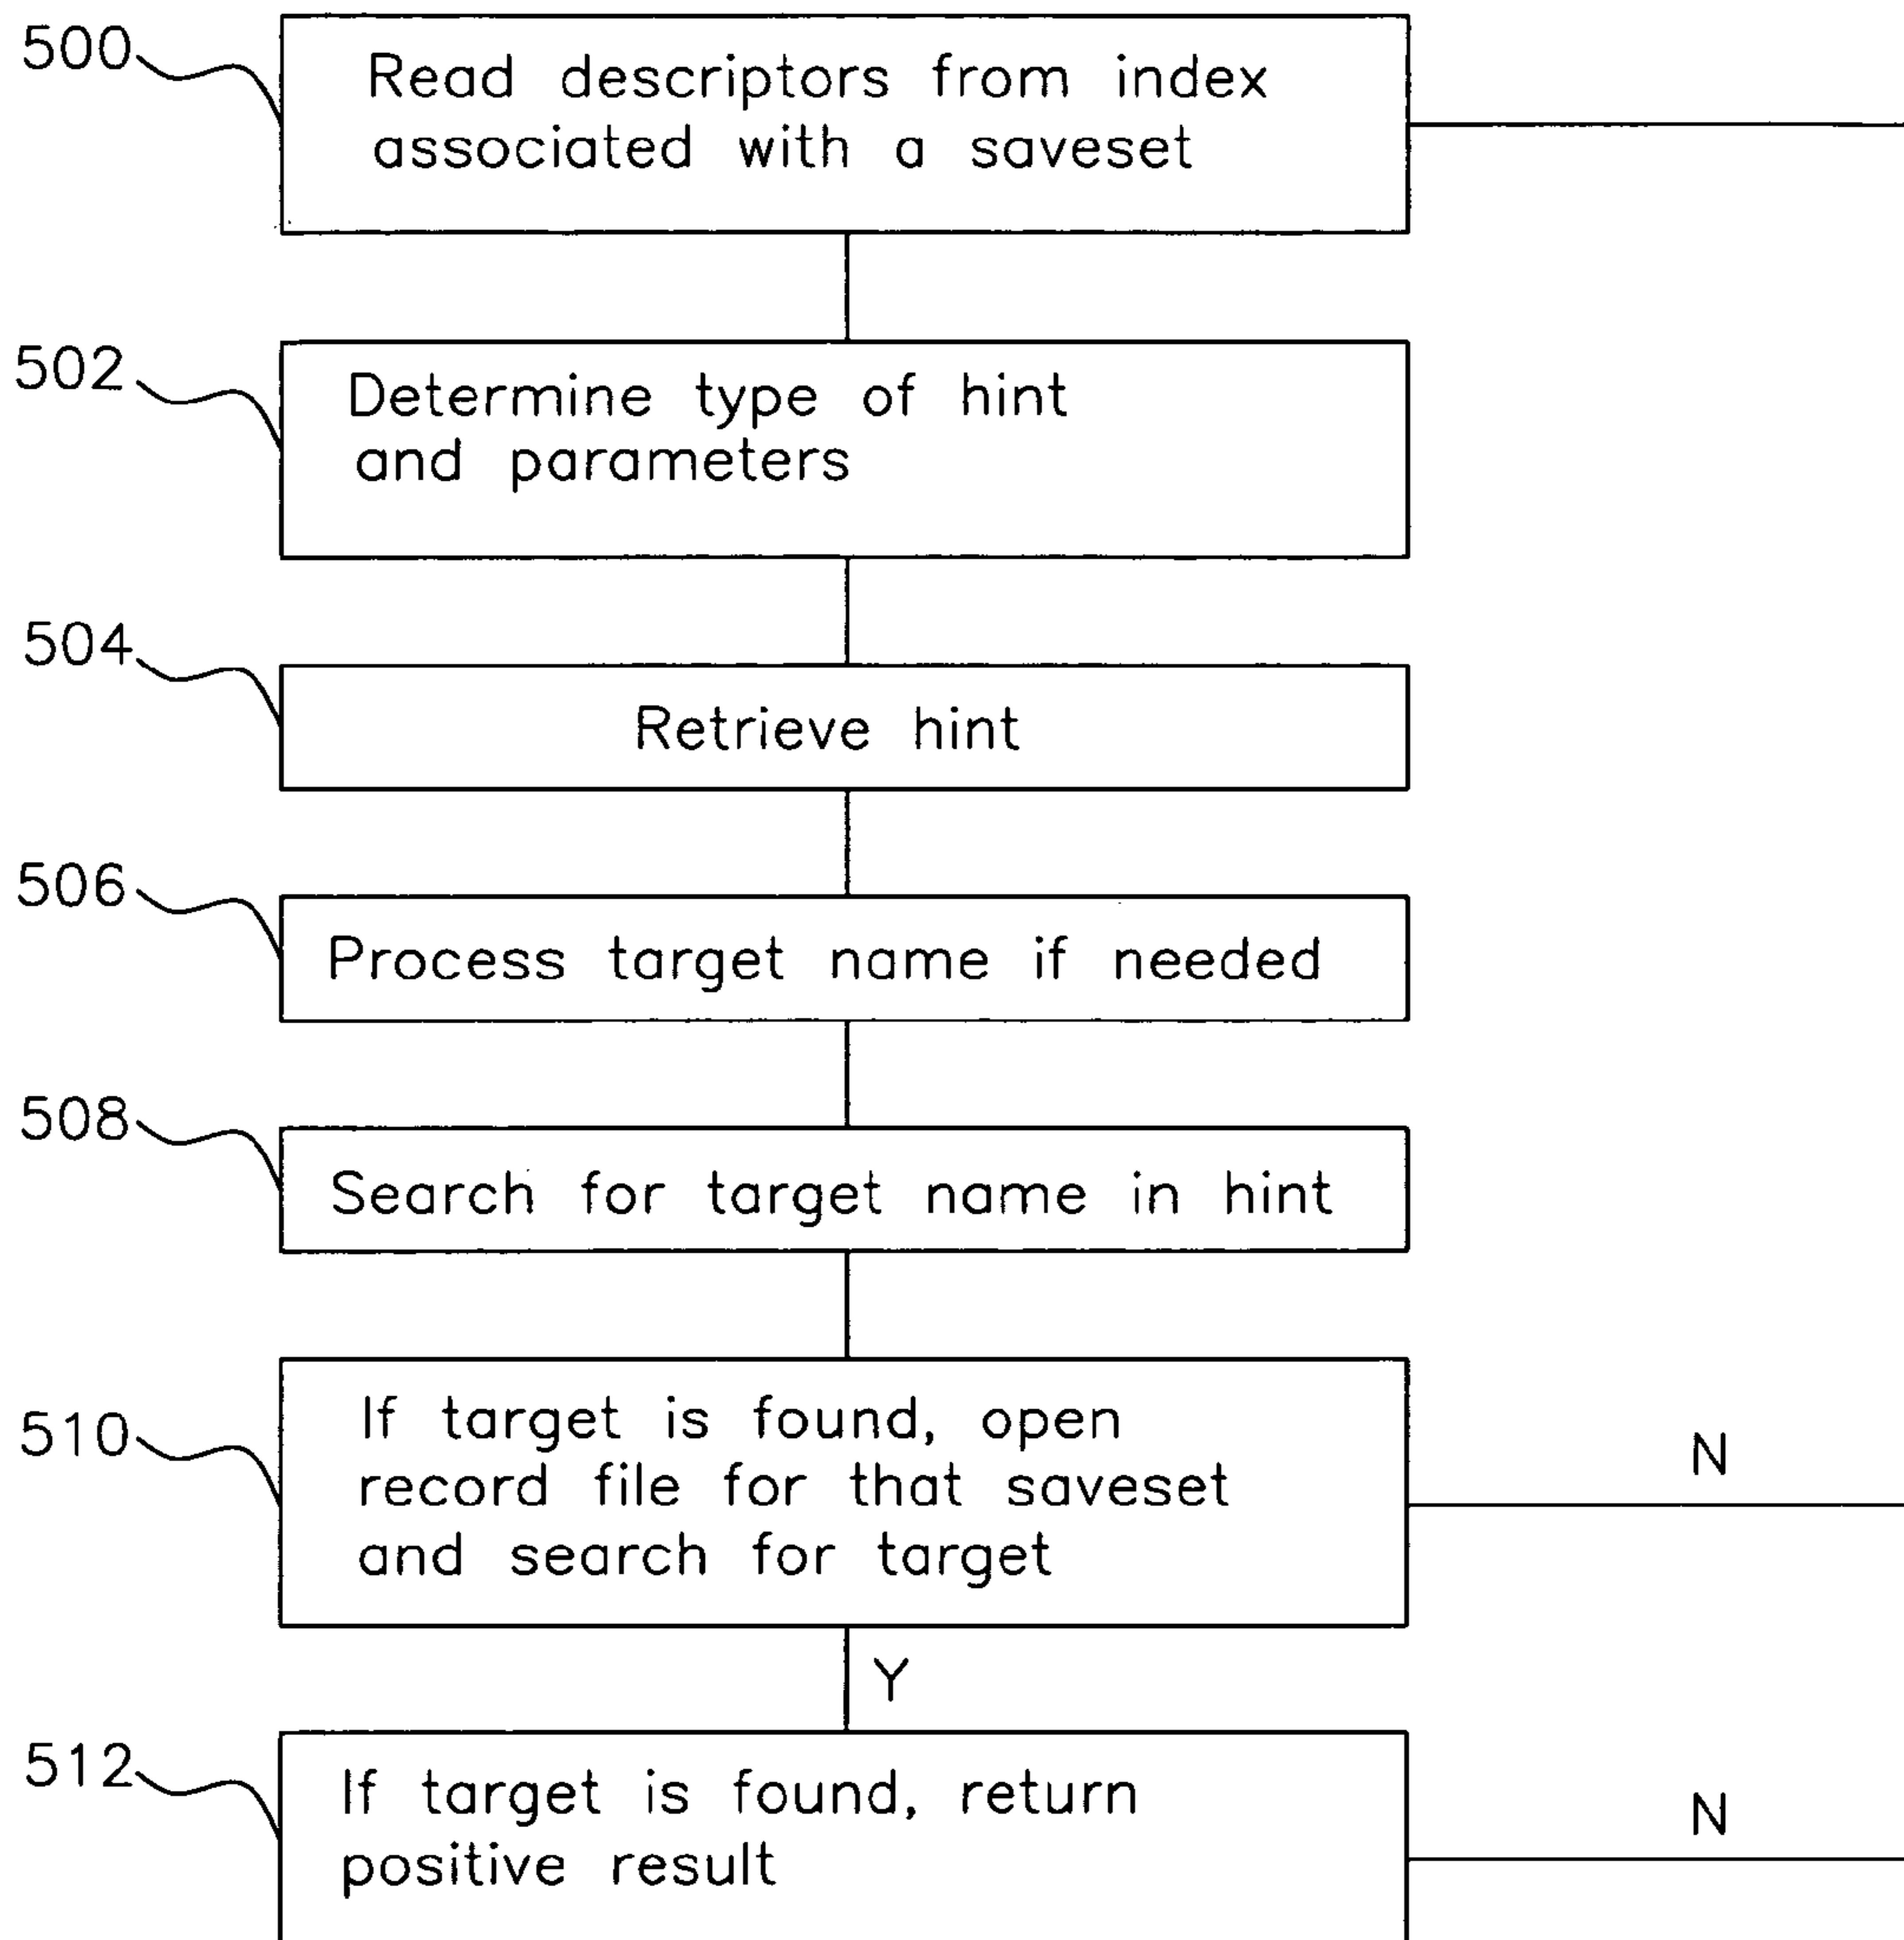 500
Read descriptors from index
associated with a saveset
502
Determine type of hint
and parameters
504
Retrieve hint
506
Process target name if needed
508
Search for target name in hint
510
If target is found, open
record file for that saveset
and search for target
N
Y
512
If target is found, return
positive result
N